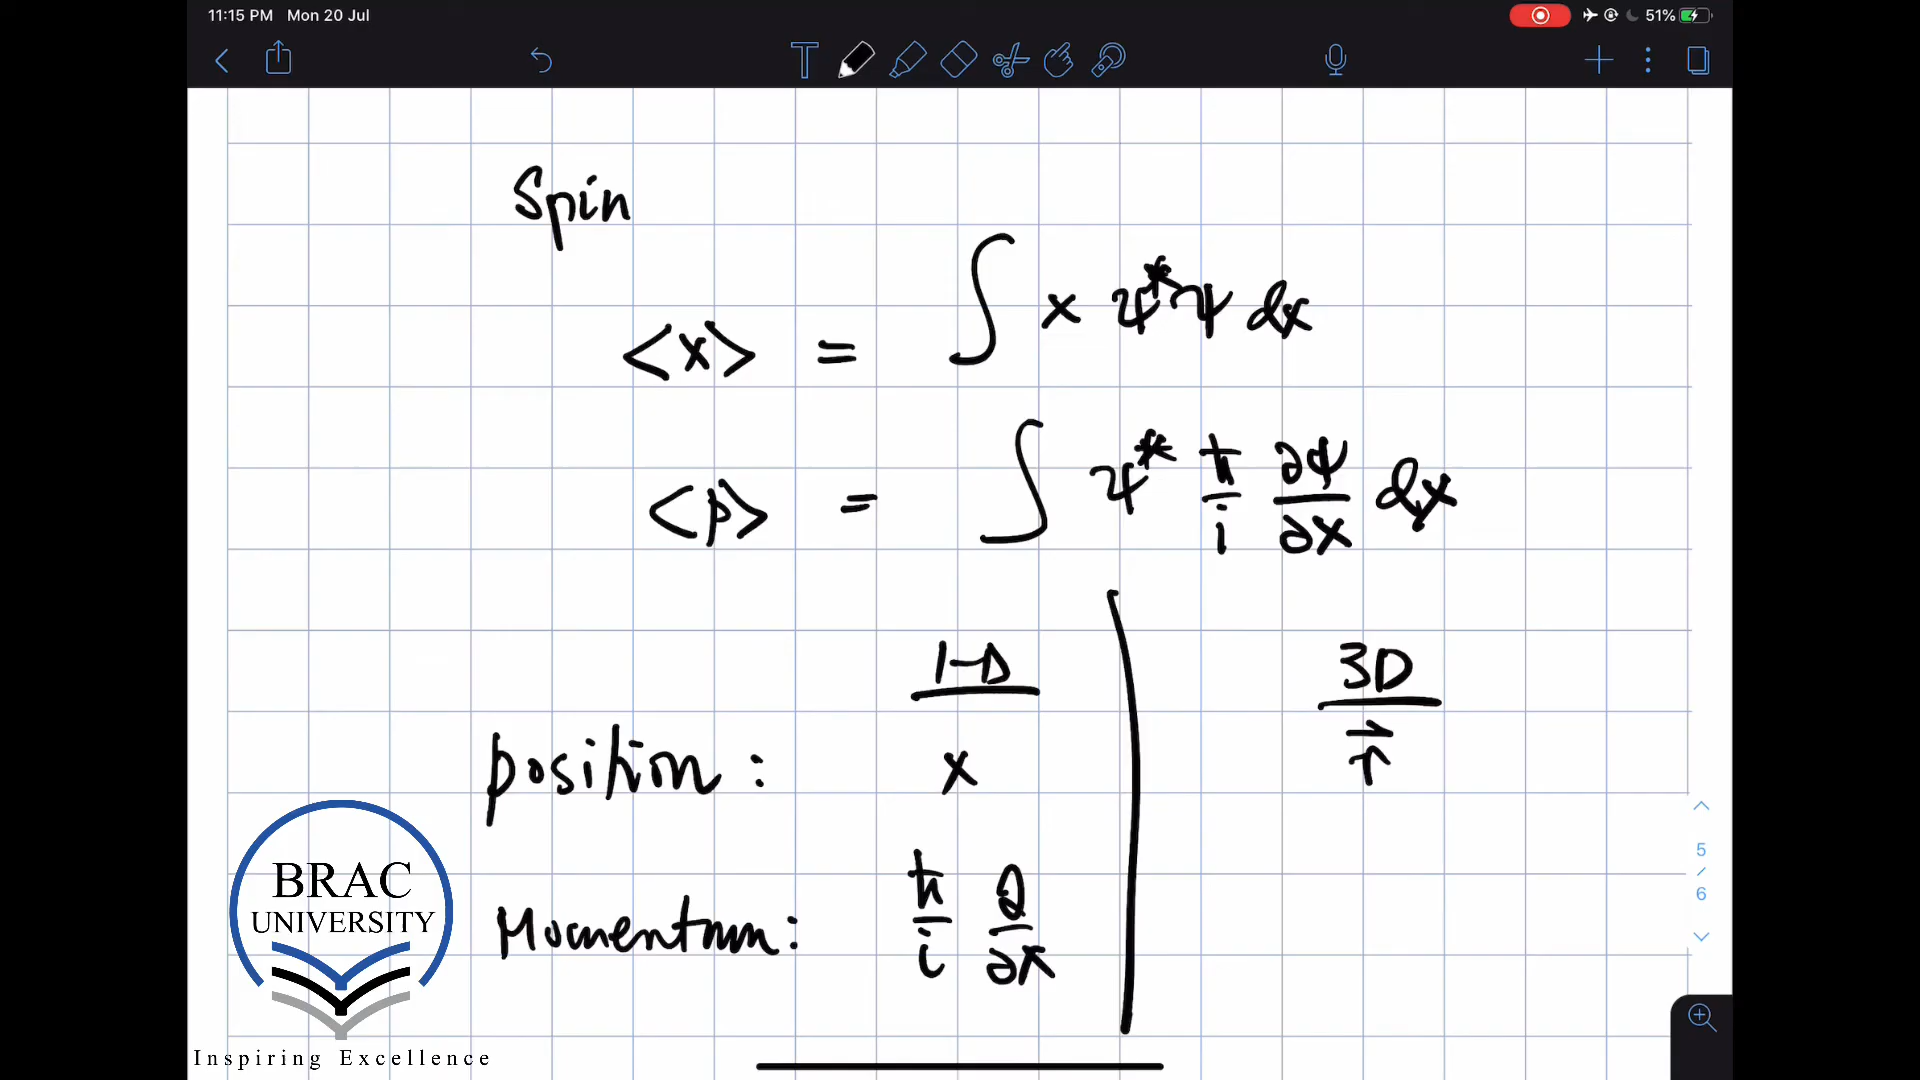 11:15 PM Mon 20 Jul 51%
T
Spin
<x> = ∫ x ψ*ψ dx
<p> = ∫ ψ* ℏ/i ∂ψ/∂x dx
1-D 3D
position: x r⃗
Momentum: ℏ/i ∂/∂x
5/6
BRAC
UNIVERSITY
Inspiring Excellence